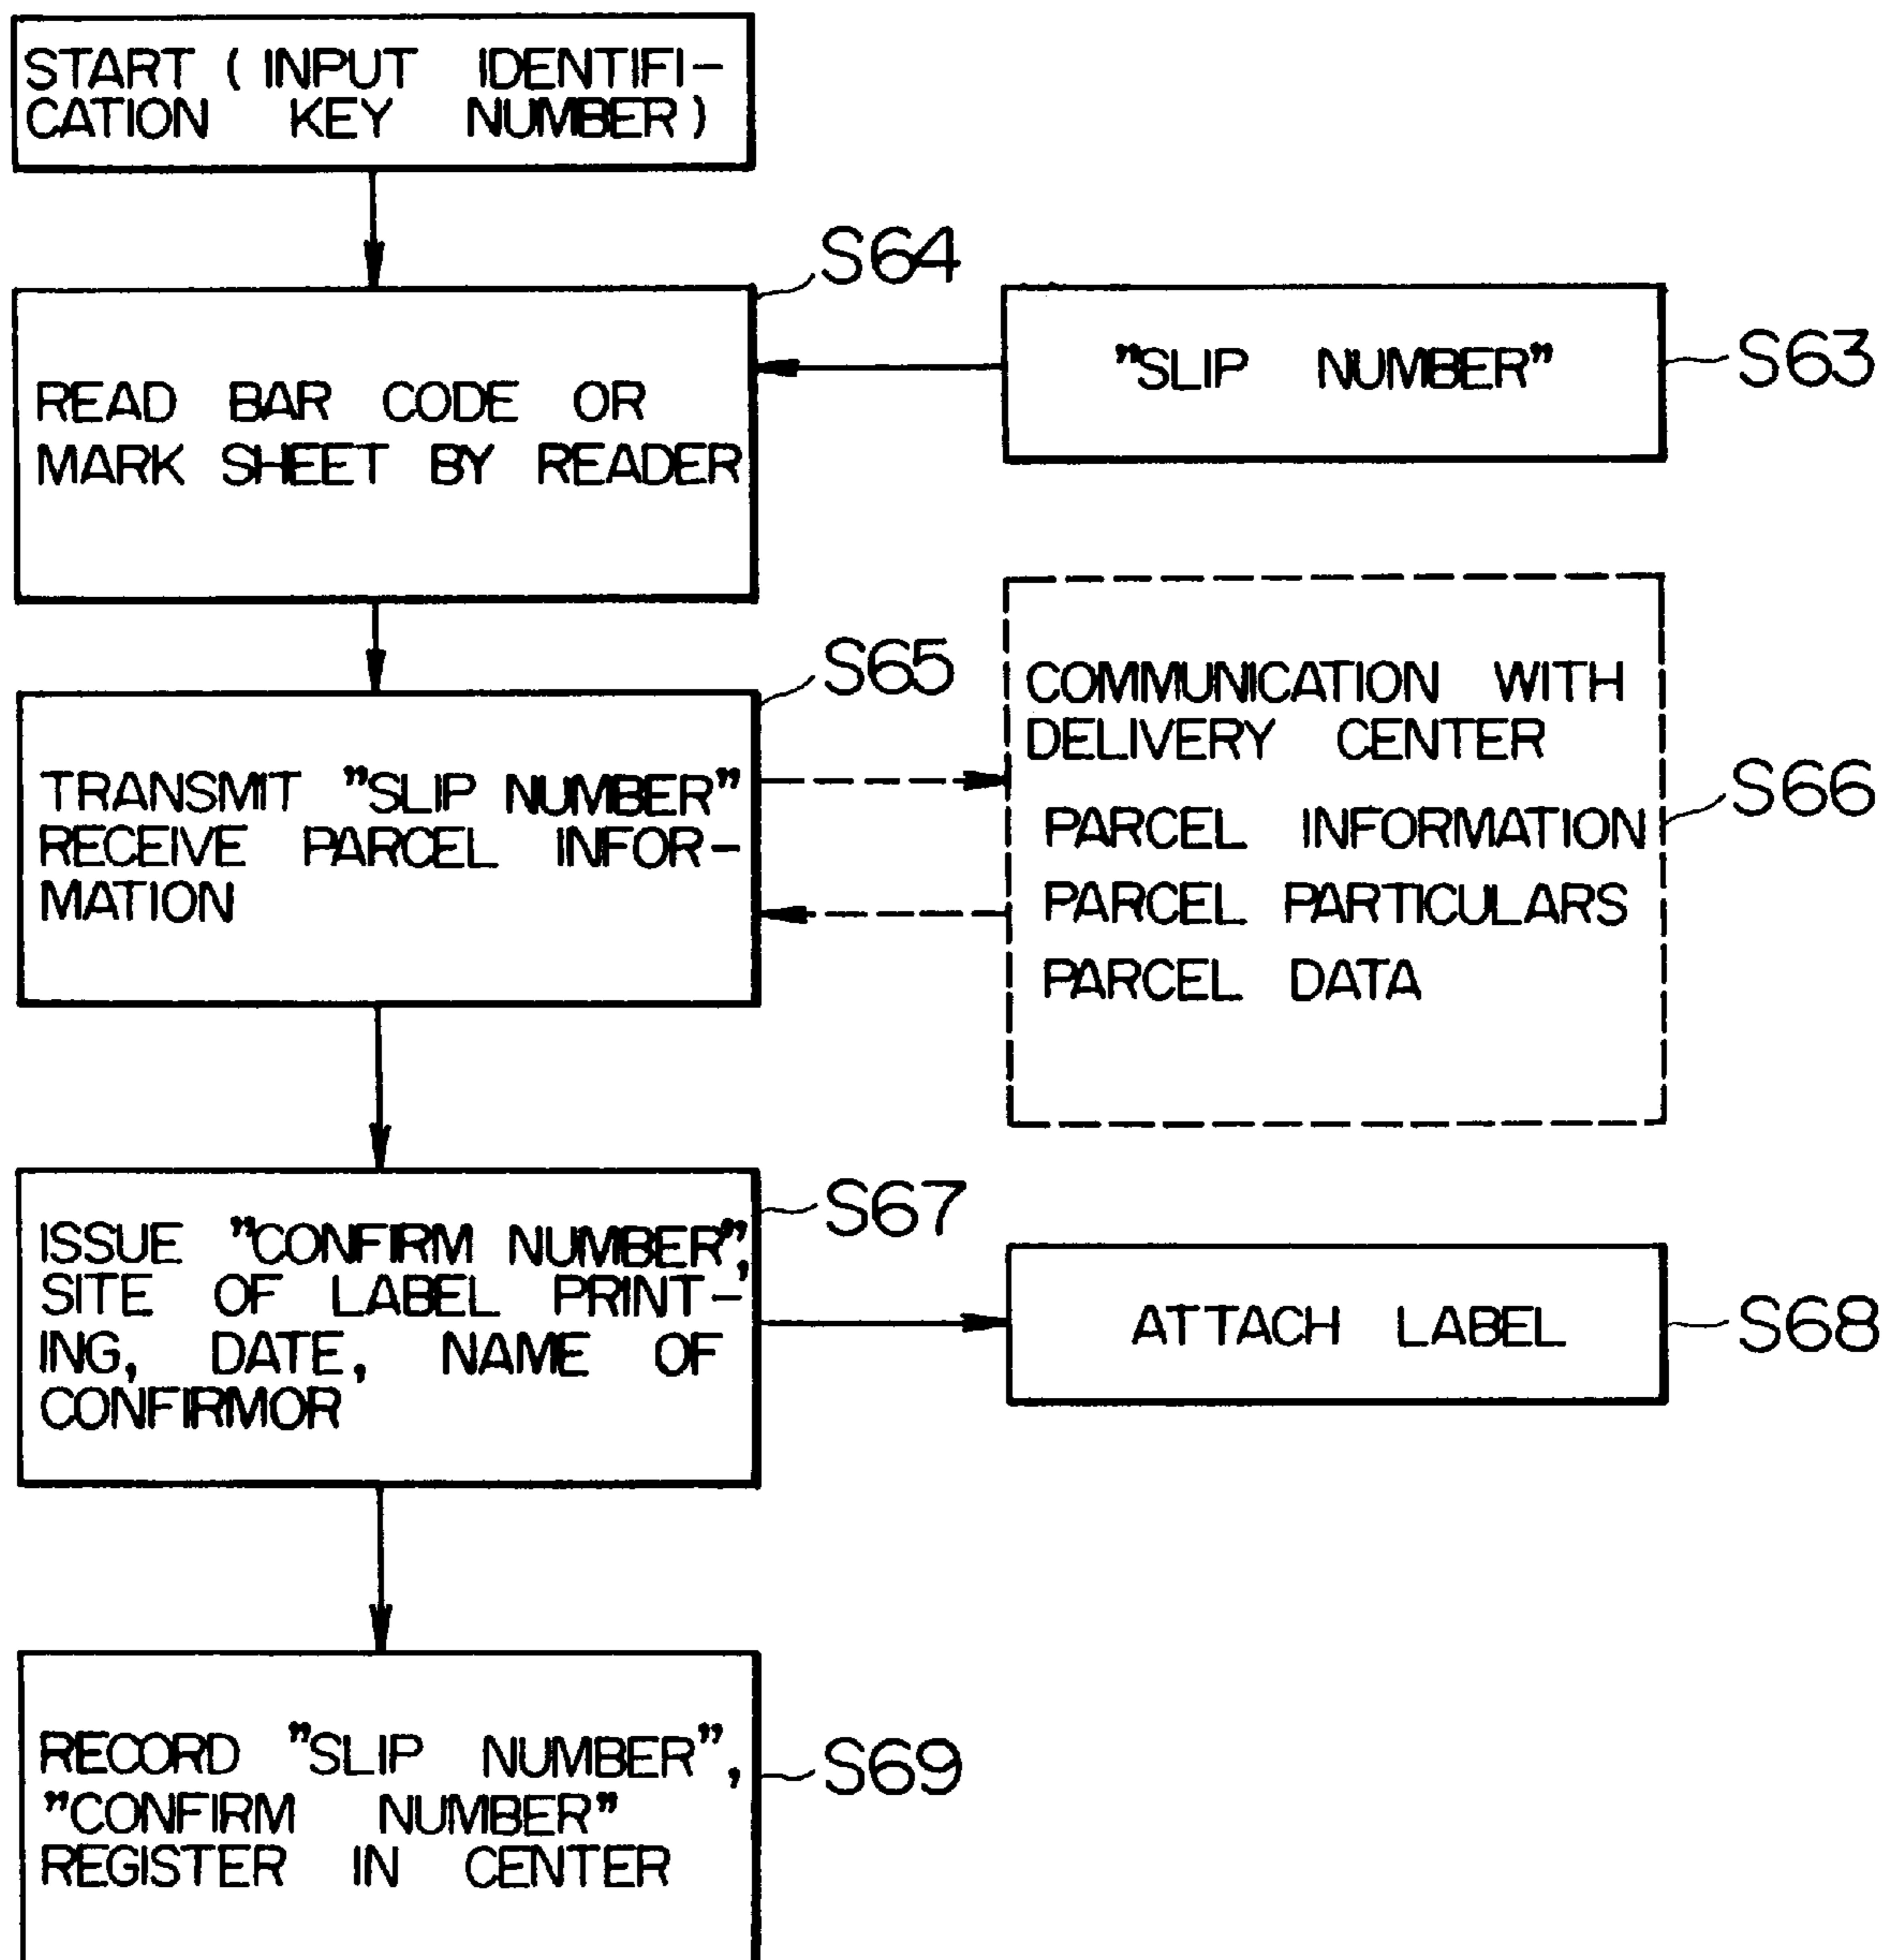 START ( INPUT IDENTIFI-
CATION KEY NUMBER )
S64
READ BAR CODE OR
MARK SHEET BY READER
"SLIP NUMBER"
S63
S65
TRANSMIT "SLIP NUMBER"
RECEIVE PARCEL INFOR-
MATION
COMMUNICATION WITH
DELIVERY CENTER
PARCEL INFORMATION
PARCEL PARTICULARS
PARCEL DATA
S66
S67
ISSUE "CONFIRM NUMBER",
SITE OF LABEL PRINT-
ING, DATE, NAME OF
CONFIRMOR
ATTACH LABEL
S68
RECORD "SLIP NUMBER",
"CONFIRM NUMBER"
REGISTER IN CENTER
S69